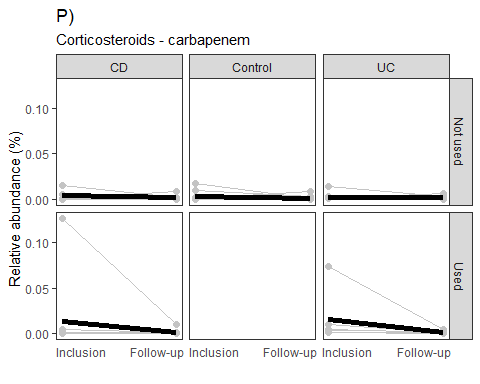 P)
Corticosteroids - carbapenem
CD
Control
UC
Relative abundance (%)
0.10
0.05
0.00
Not used
0.10
0.05
0.00
Used
Inclusion
Follow-up
Inclusion
Follow-up
Inclusion
Follow-up